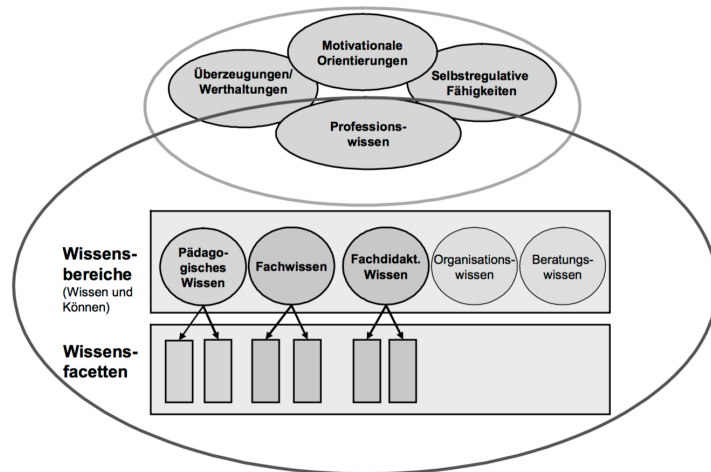 Motivationale
Orientierungen
Überzeugungen/
Werthaltungen
Selbstregulative
Fähigkeiten
Professions-
wissen
Wissens-
bereiche
(Wissen und
Können)
Pädago-
gisches
Wissen
Fachwissen
Fachdidakt.
Wissen
Organisations-
wissen
Beratungs-
wissen
Wissens-
facetten